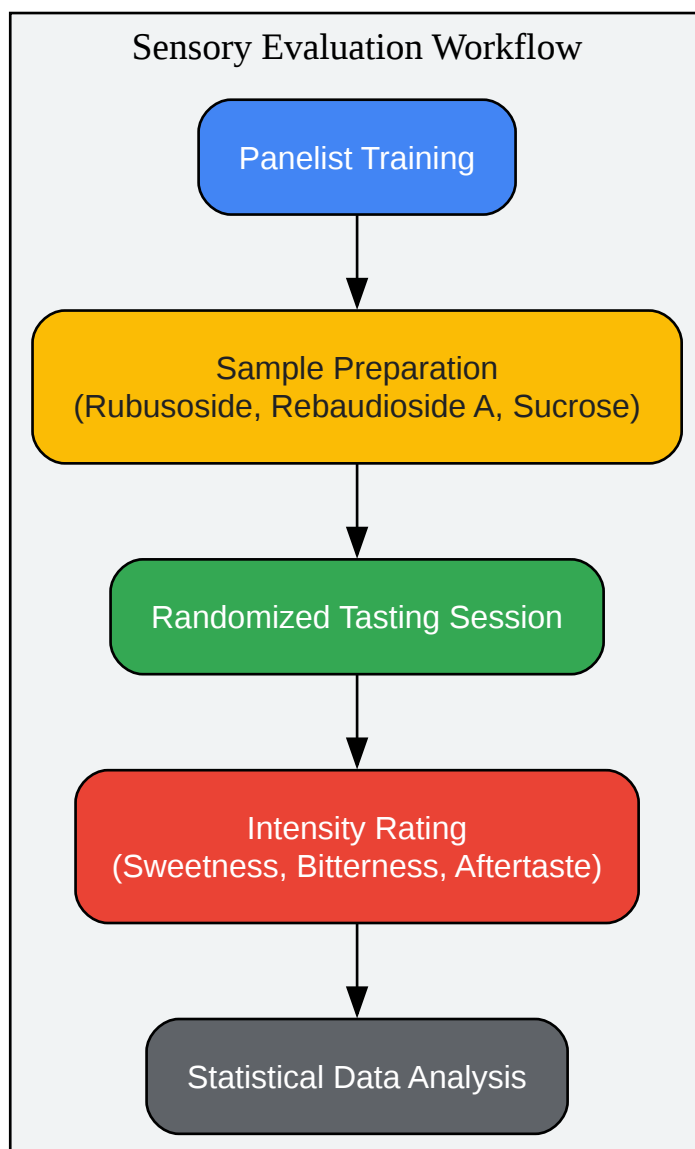 Sensory Evaluation Workflow
Panelist Training
Sample Preparation
(Rubusoside, Rebaudioside A, Sucrose)
Randomized Tasting Session
Intensity Rating
(Sweetness, Bitterness, Aftertaste)
Statistical Data Analysis